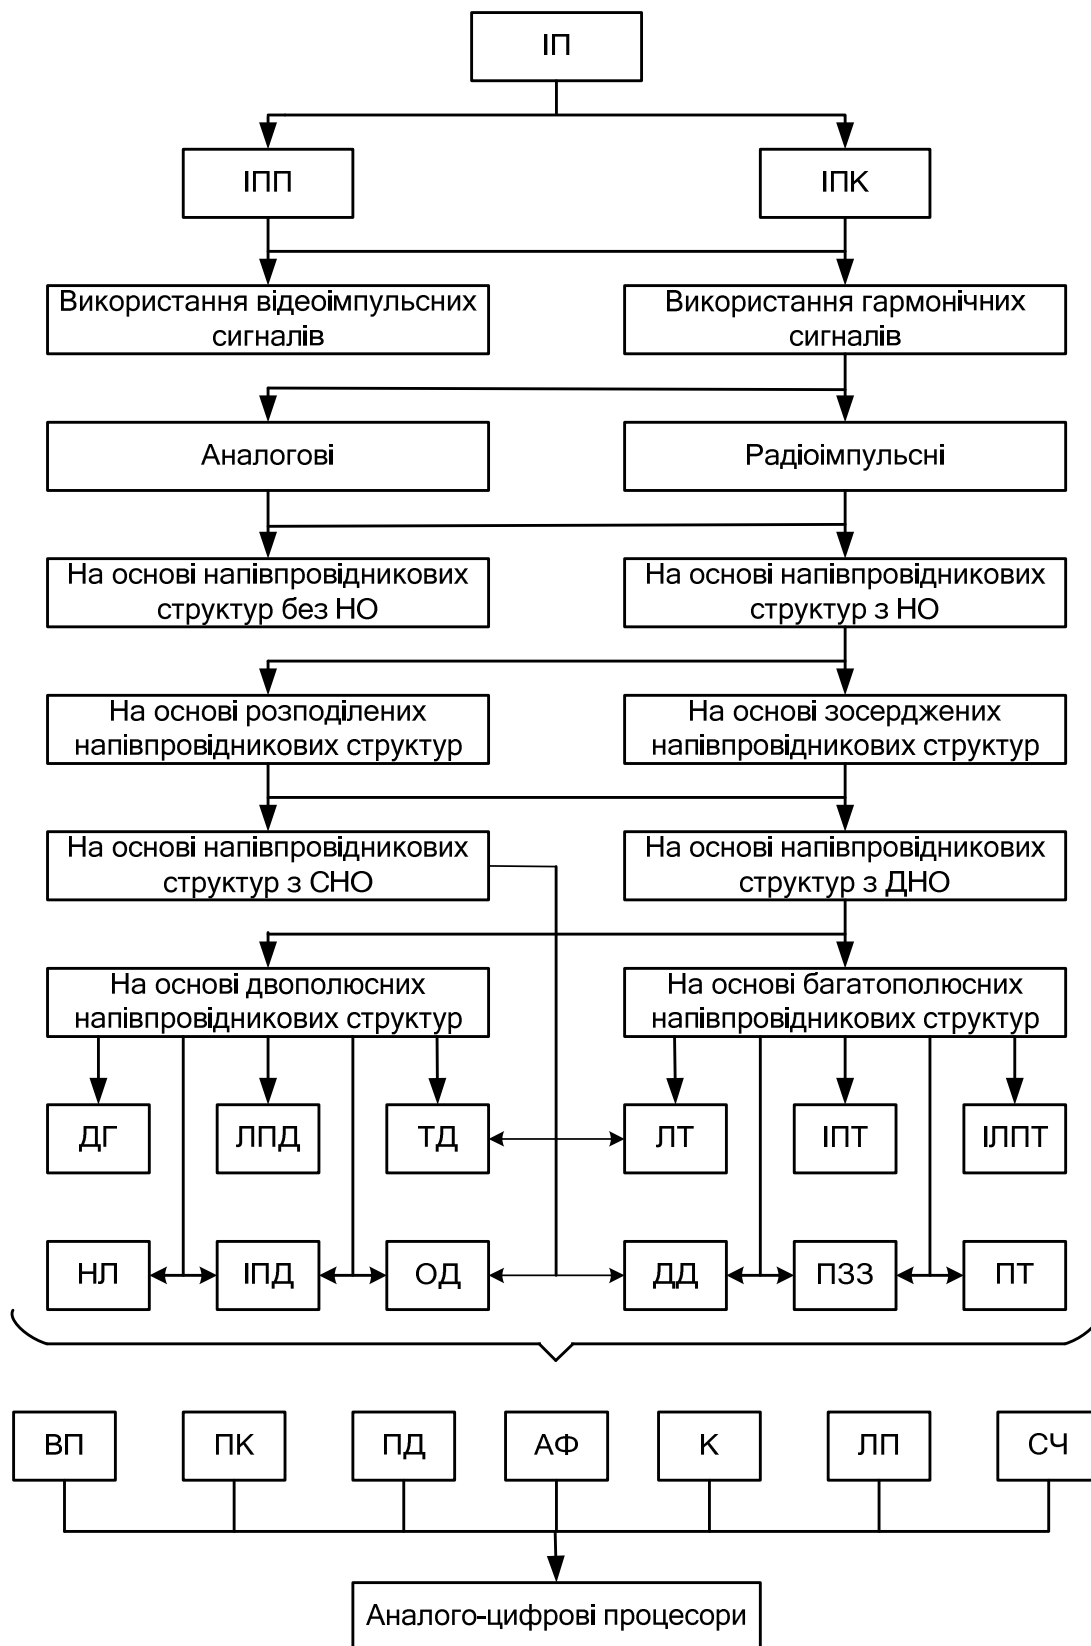 ІП
ІПП
ІПК
Використання відеоімпульсних
сигналів
Використання гармонічних
сигналів
Аналогові
Радіоімпульсні
На основі напівпровідникових
структур без НО
На основі напівпровідникових
структур з НО
На основі розподілених
напівпровідникових структур
На основі зосерджених
напівпровідникових структур
На основі напівпровідникових
структур з СНО
На основі напівпровідникових
структур з ДНО
На основі двополюсних
напівпровідникових структур
На основі багатополюсних
напівпровідникових структур
ДГ
ЛПД
ТД
ЛТ
ІПТ
ІЛПТ
НЛ
ІПД
ОД
ДД
ПЗЗ
ПТ
ВП
ПК
ПД
АФ
К
ЛП
СЧ
Аналого-цифрові процесори